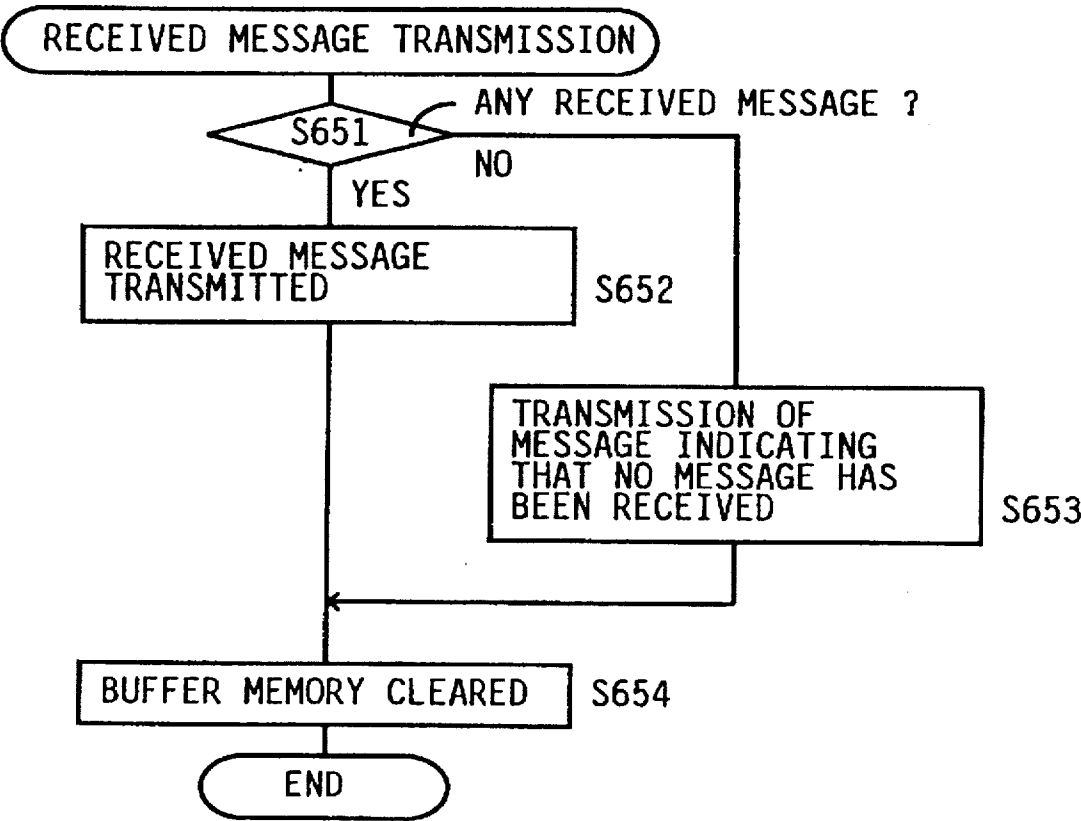 RECEIVED MESSAGE TRANSMISSION
ANY RECEIVED MESSAGE ?
S651
NO
YES
RECEIVED MESSAGE
TRANSMITTED
S652
TRANSMISSION OF
MESSAGE INDICATING
THAT NO MESSAGE HAS
BEEN RECEIVED
S653
BUFFER MEMORY CLEARED
S654
END